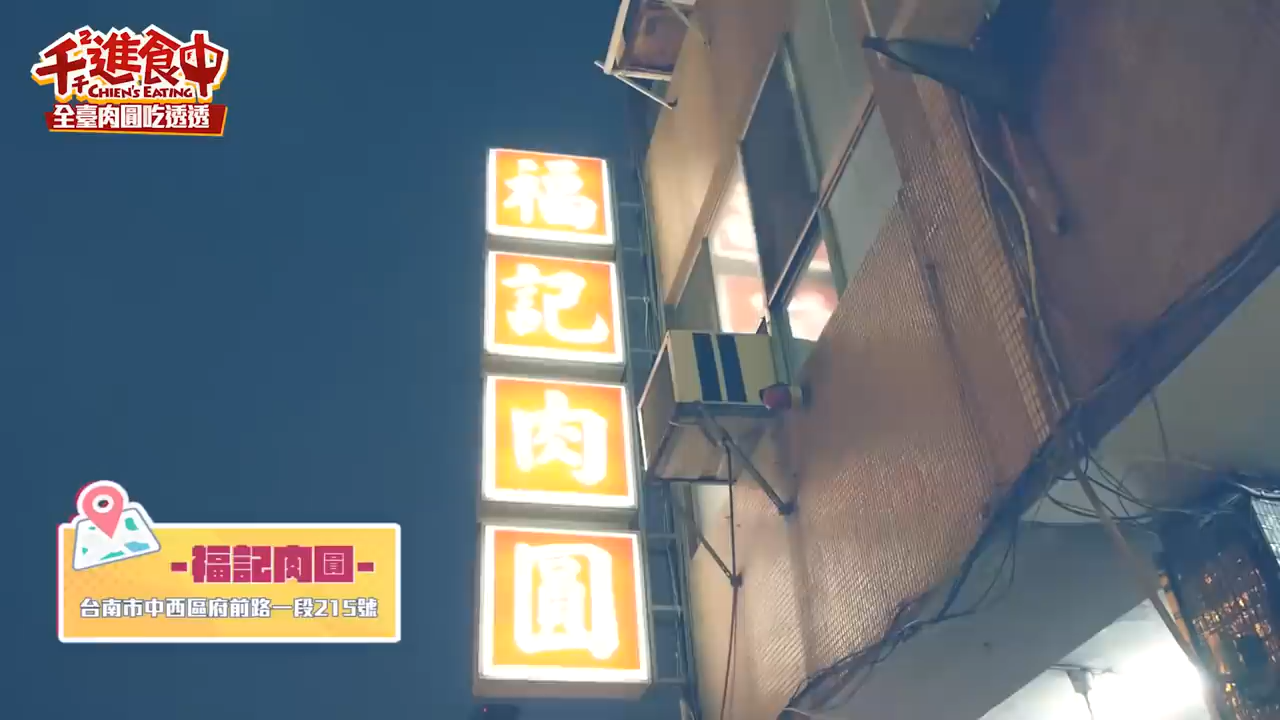 千千進食中
CHIEN'S EATING
全臺肉圓吃透透
福記肉圓
-福記肉圓-
台南市中西區府前路一段215號